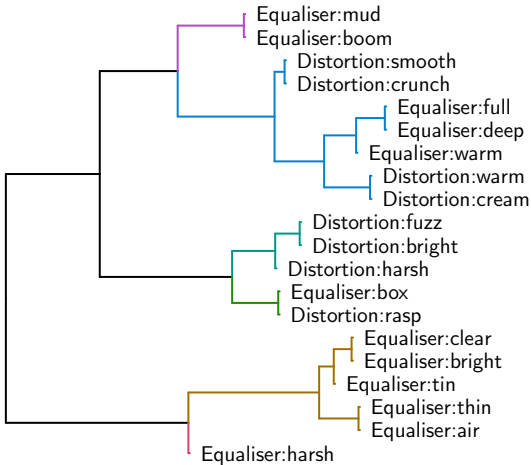 Equaliser:mud
Equaliser:boom
Distortion:smooth
Distortion:crunch
Equaliser:full
Equaliser:deep
Equaliser:warm
Distortion:warm
Distortion:cream
Distortion:fuzz
Distortion:bright
Distortion:harsh
Equaliser:box
Distortion:rasp
Equaliser:clear
Equaliser:bright
Equaliser:tin
Equaliser:thin
Equaliser:air
Equaliser:harsh